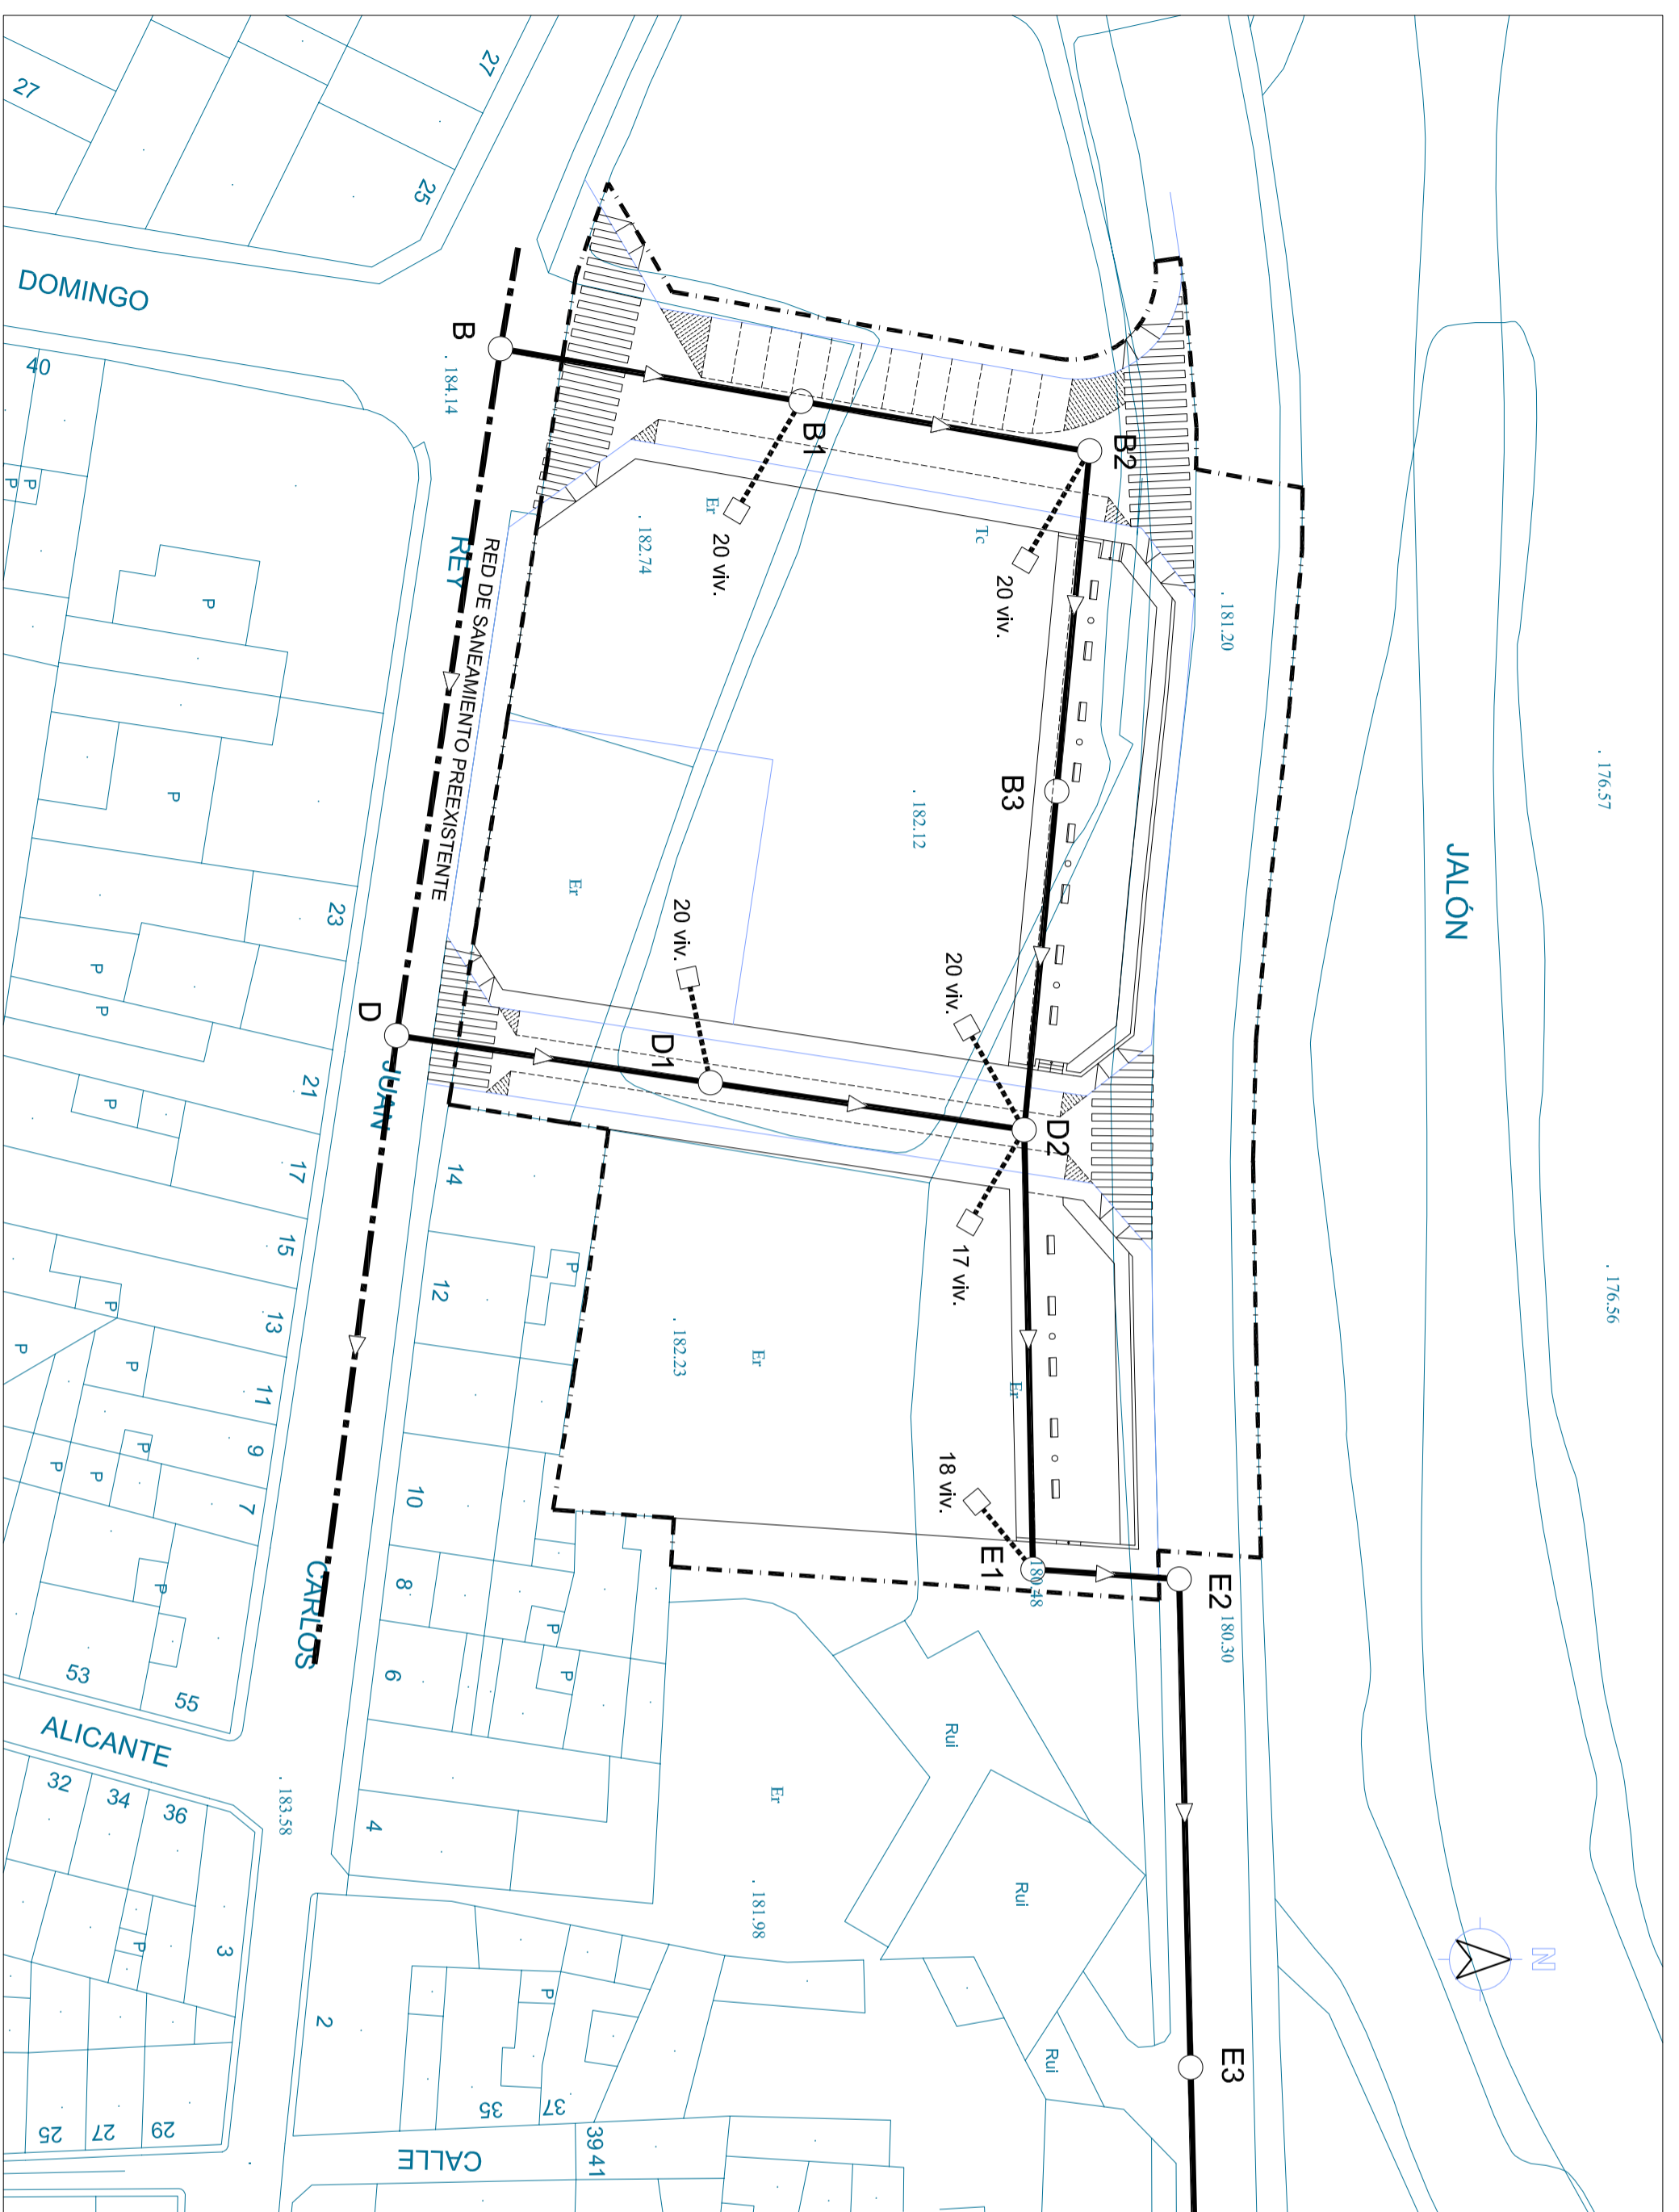 27
27
25
DOMINGO
40
P
P
P
P
23
P
P
21
P
17
15
P
13
P
P
11
9
P
P
P
7
P
53
55
ALICANTE
32
34
36
3
P
25
27
29
B
. 184.14
REY
RED DE SANEAMIENTO PREEXISTENTE
D
JUAN
CARLOS
. 183.58
14
12
P
10
8
P
6
P
4
2
P
35
37
39 41
CALLE
B1
B2
Er
20 viv.
. 182.74
Tc
20 viv.
. 181.20
B3
. 182.12
Er
20 viv.
20 viv.
D1
D2
17 viv.
. 182.23
Er
Er
18 viv.
E1
180.48
E2
180.30
Rui
Er
Rui
. 181.98
Rui
E3
. 176.57
JALÓN
. 176.56
N